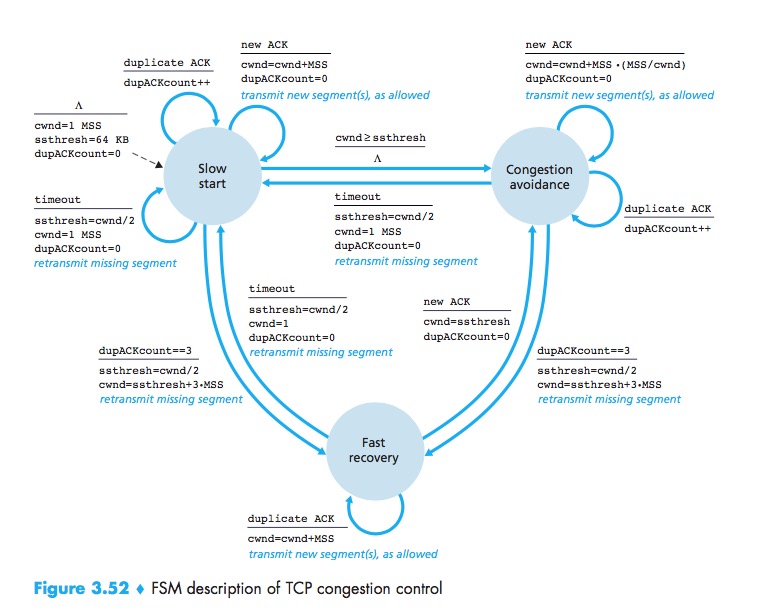 new ACK
cwnd=cwnd+MSS
dupACKcount=0
transmit new segment(s), as allowed
new ACK
cwnd=cwnd+MSS •(MSS/cwnd)
dupACKcount=0
transmit new segment(s), as allowed
duplicate ACK
dupACKcount++
Λ
cwnd=1 MSS
ssthresh=64 KB
dupACKcount=0
Slow
start
cwnd≥ssthresh
Λ
Congestion
avoidance
timeout
ssthresh=cwnd/2
cwnd=1 MSS
dupACKcount=0
retransmit missing segment
timeout
ssthresh=cwnd/2
cwnd=1 MSS
dupACKcount=0
retransmit missing segment
duplicate ACK
dupACKcount++
timeout
ssthresh=cwnd/2
cwnd=1
dupACKcount=0
retransmit missing segment
new ACK
cwnd=ssthresh
dupACKcount=0
dupACKcount==3
ssthresh=cwnd/2
cwnd=ssthresh+3•MSS
retransmit missing segment
dupACKcount==3
ssthresh=cwnd/2
cwnd=ssthresh+3•MSS
retransmit missing segment
Fast
recovery
duplicate ACK
cwnd=cwnd+MSS
transmit new segment(s), as allowed
Figure 3.52 ♦ FSM description of TCP congestion control